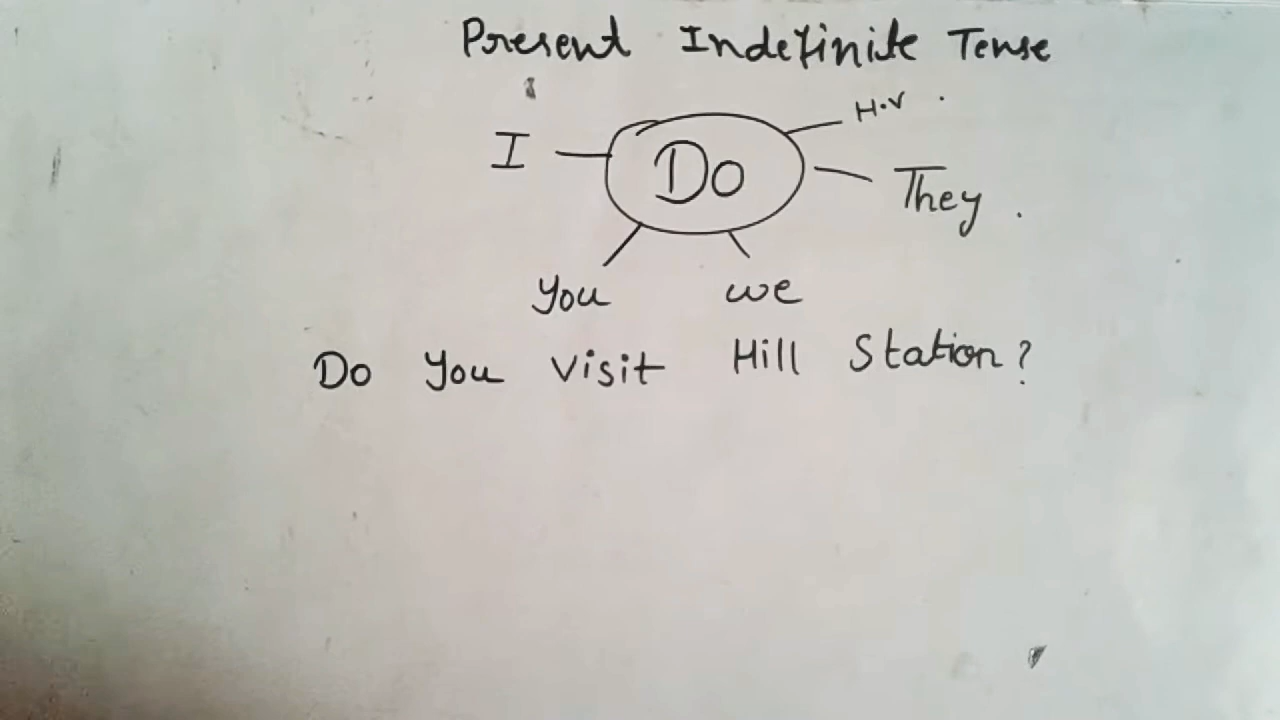 Present Indefinite Tense
H.V
I
Do
They
You
we
Do You Visit Hill Station?